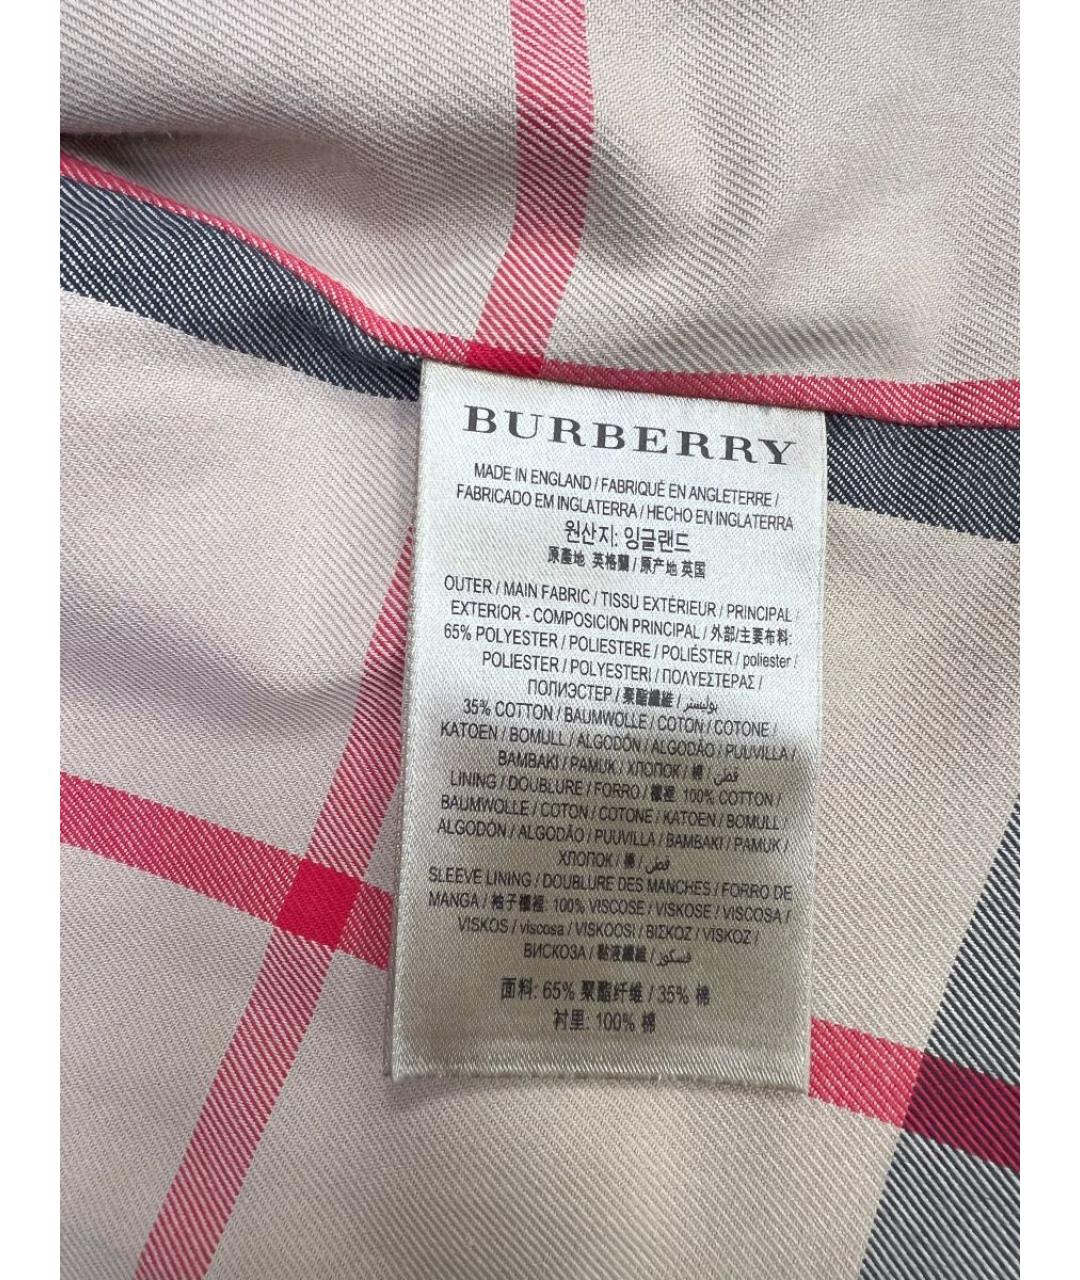 BURBERRY
MADE IN ENGLAND / FABRIQUÉ EN ANGLETERRE /
FABRICADO EM INGLATERRA / HECHO EN INGLATERRA
원산지: 잉글랜드
原產地 英格蘭 / 原产地 英国
OUTER / MAIN FABRIC / TISSU EXTÉRIEUR / PRINCIPAL /
EXTERIOR - COMPOSICION PRINCIPAL / 外部/主要布料:
65% POLYESTER / POLIESTERE / POLIÉSTER / poliester /
POLIESTER / POLYESTERI / ΠΟΛΥΕΣΤΕΡΑΣ /
ПОЛИЭСТЕР / 聚酯纖維 / بوليستر
35% COTTON / BAUMWOLLE / COTON / COTONE /
KATOEN / BOMULL / ALGODÓN / ALGODÃO / PUUVILLA /
BAMBAKI / PAMUK / ХЛОПОК / 棉 / قطن
LINING / DOUBLURE / FORRO / 襯裡: 100% COTTON /
BAUMWOLLE / COTON / COTONE / KATOEN / BOMULL /
ALGODÓN / ALGODÃO / PUUVILLA / BAMBAKI / PAMUK /
ХЛОПОК / 棉 / قطن
SLEEVE LINING / DOUBLURE DES MANCHES / FORRO DE
MANGA / 袖子襯裡: 100% VISCOSE / VISKOSE / VISCOSA /
VISKOS / viscosa / VISKOOSI / ΒΙΣΚΟΖ / VİSKOZ /
ВИСКОЗА / 黏液纖維 / فسكوز
面料: 65% 聚酯纤维 / 35% 棉
衬里: 100% 棉